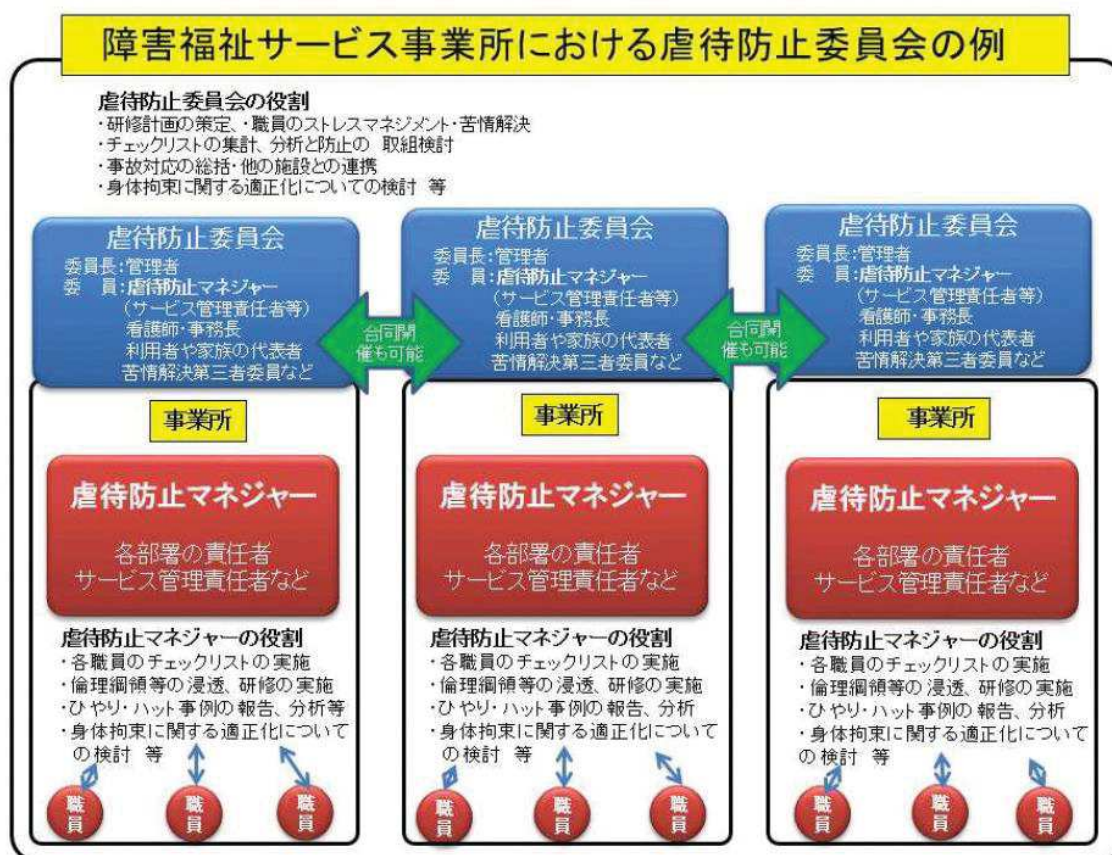 障害福祉サービス事業所における虐待防止委員会の例
虐待防止委員会の役割
・研修計画の策定、・職員のストレスマネジメント・苦情解決
・チェックリストの集計、分析と防止の 取組検討
・事故対応の総括・他の施設との連携
・身体拘束に関する適正化についての検討 等
虐待防止委員会
委員長:管理者
委 員:虐待防止マネジャー
(サービス管理責任者等)
看護師・事務長
利用者や家族の代表者
苦情解決第三者委員など
合同開
催も可能
虐待防止委員会
委員長:管理者
委 員:虐待防止マネジャー
(サービス管理責任者等)
看護師・事務長
利用者や家族の代表者
苦情解決第三者委員など
合同開
催も可能
虐待防止委員会
委員長:管理者
委 員:虐待防止マネジャー
(サービス管理責任者等)
看護師・事務長
利用者や家族の代表者
苦情解決第三者委員など
事業所
虐待防止マネジャー
各部署の責任者
サービス管理責任者など
虐待防止マネジャーの役割
・各職員のチェックリストの実施
・倫理綱領等の浸透、研修の実施
・ひやり・ハット事例の報告、分析等
・身体拘束に関する適正化について
の検討 等
職員
職員
職員
事業所
虐待防止マネジャー
各部署の責任者
サービス管理責任者など
虐待防止マネジャーの役割
・各職員のチェックリストの実施
・倫理綱領等の浸透、研修の実施
・ひやり・ハット事例の報告、分析
・身体拘束に関する適正化について
の検討 等
職員
職員
職員
事業所
虐待防止マネジャー
各部署の責任者
サービス管理責任者など
虐待防止マネジャーの役割
・各職員のチェックリストの実施
・倫理綱領等の浸透、研修の実施
・ひやり・ハット事例の報告、分析
・身体拘束に関する適正化について
の検討 等
職員
職員
職員